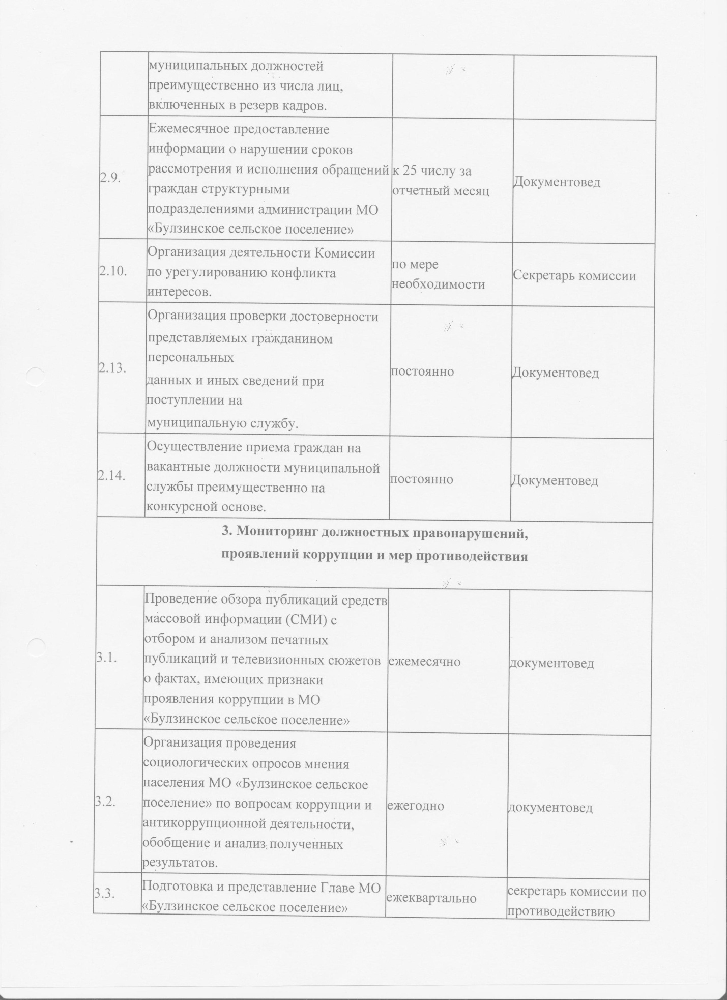 муниципальных должностей
преимущественно из числа лиц,
включенных в резерв кадров.
2.9.
Ежемесячное предоставление
информации о нарушении сроков
рассмотрения и исполнения обращений
граждан структурными
подразделениями администрации МО
«Булзинское сельское поселение»
к 25 числу за
отчетный месяц
Документовед
2.10.
Организация деятельности Комиссии
по урегулированию конфликта
интересов.
по мере
необходимости
Секретарь комиссии
2.13.
Организация проверки достоверности
представляемых гражданином
персональных
данных и иных сведений при
поступлении на
муниципальную службу.
постоянно
Документовед
2.14.
Осуществление приема граждан на
вакантные должности муниципальной
службы преимущественно на
конкурсной основе.
постоянно
Документовед
3. Мониторинг должностных правонарушений,
проявлений коррупции и мер противодействия
3.1.
Проведение обзора публикаций средств
массовой информации (СМИ) с
отбором и анализом печатных
публикаций и телевизионных сюжетов
о фактах, имеющих признаки
проявления коррупции в МО
«Булзинское сельское поселение»
ежемесячно
документовед
3.2.
Организация проведения
социологических опросов мнения
населения МО «Булзинское сельское
поселение» по вопросам коррупции и
антикоррупционной деятельности,
обобщение и анализ полученных
результатов.
ежегодно
документовед
3.3.
Подготовка и представление Главе МО
«Булзинское сельское поселение»
ежеквартально
секретарь комиссии по
противодействию